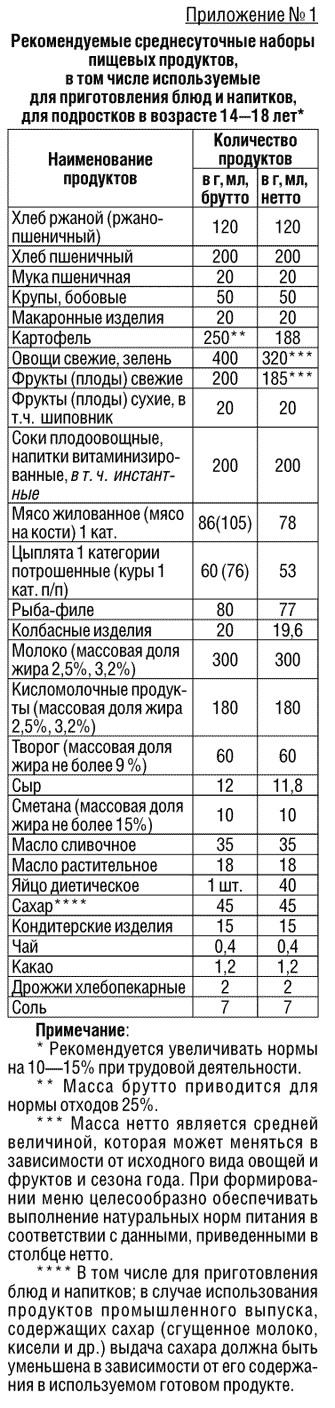 Приложение № 1
Рекомендуемые среднесуточные наборы
пищевых продуктов,
в том числе используемые
для приготовления блюд и напитков,
для подростков в возрасте 14—18 лет*
Наименование продуктов | Количество продуктов
в г, мл, брутто | в г, мл, нетто
Хлеб ржаной (ржано-
пшеничный) 120 120
Хлеб пшеничный 200 200
Мука пшеничная 20 20
Крупы, бобовые 50 50
Макаронные изделия 20 20
Картофель 250** 188
Овощи свежие, зелень 400 320***
Фрукты (плоды) свежие 200 185***
Фрукты (плоды) сухие, в
т.ч. шиповник 20 20
Соки плодоовощные,
напитки витаминизиро-
ванные, в т. ч. инстант-
ные 200 200
Мясо жилованное (мясо
на кости) 1 кат. 86(105) 78
Цыплята 1 категории
потрошенные (куры 1
кат. п/п) 60 (76) 53
Рыба-филе 80 77
Колбасные изделия 20 19,6
Молоко (массовая доля
жира 2,5%, 3,2%) 300 300
Кисломолочные продук-
ты (массовая доля жира
2,5%, 3,2%) 180 180
Творог (массовая доля
жира не более 9 %) 60 60
Сыр 12 11,8
Сметана (массовая доля
жира не более 15%) 10 10
Масло сливочное 35 35
Масло растительное 18 18
Яйцо диетическое 1 шт. 40
Сахар**** 45 45
Кондитерские изделия 15 15
Чай 0,4 0,4
Какао 1,2 1,2
Дрожжи хлебопекарные 2 2
Соль 7 7
Примечание:
* Рекомендуется увеличивать нормы
на 10—15% при трудовой деятельности.
** Масса брутто приводится для
нормы отходов 25%.
*** Масса нетто является средней
величиной, которая может меняться в
зависимости от исходного вида овощей и
фруктов и сезона года. При формирова-
нии меню целесообразно обеспечивать
выполнение натуральных норм питания в
соответствии с данными, приведенными в
столбце нетто.
**** В том числе для приготовления
блюд и напитков; в случае использования
продуктов промышленного выпуска,
содержащих сахар (сгущенное молоко,
кисели и др.) выдача сахара должна быть
уменьшена в зависимости от его содержа-
ния в используемом готовом продукте.